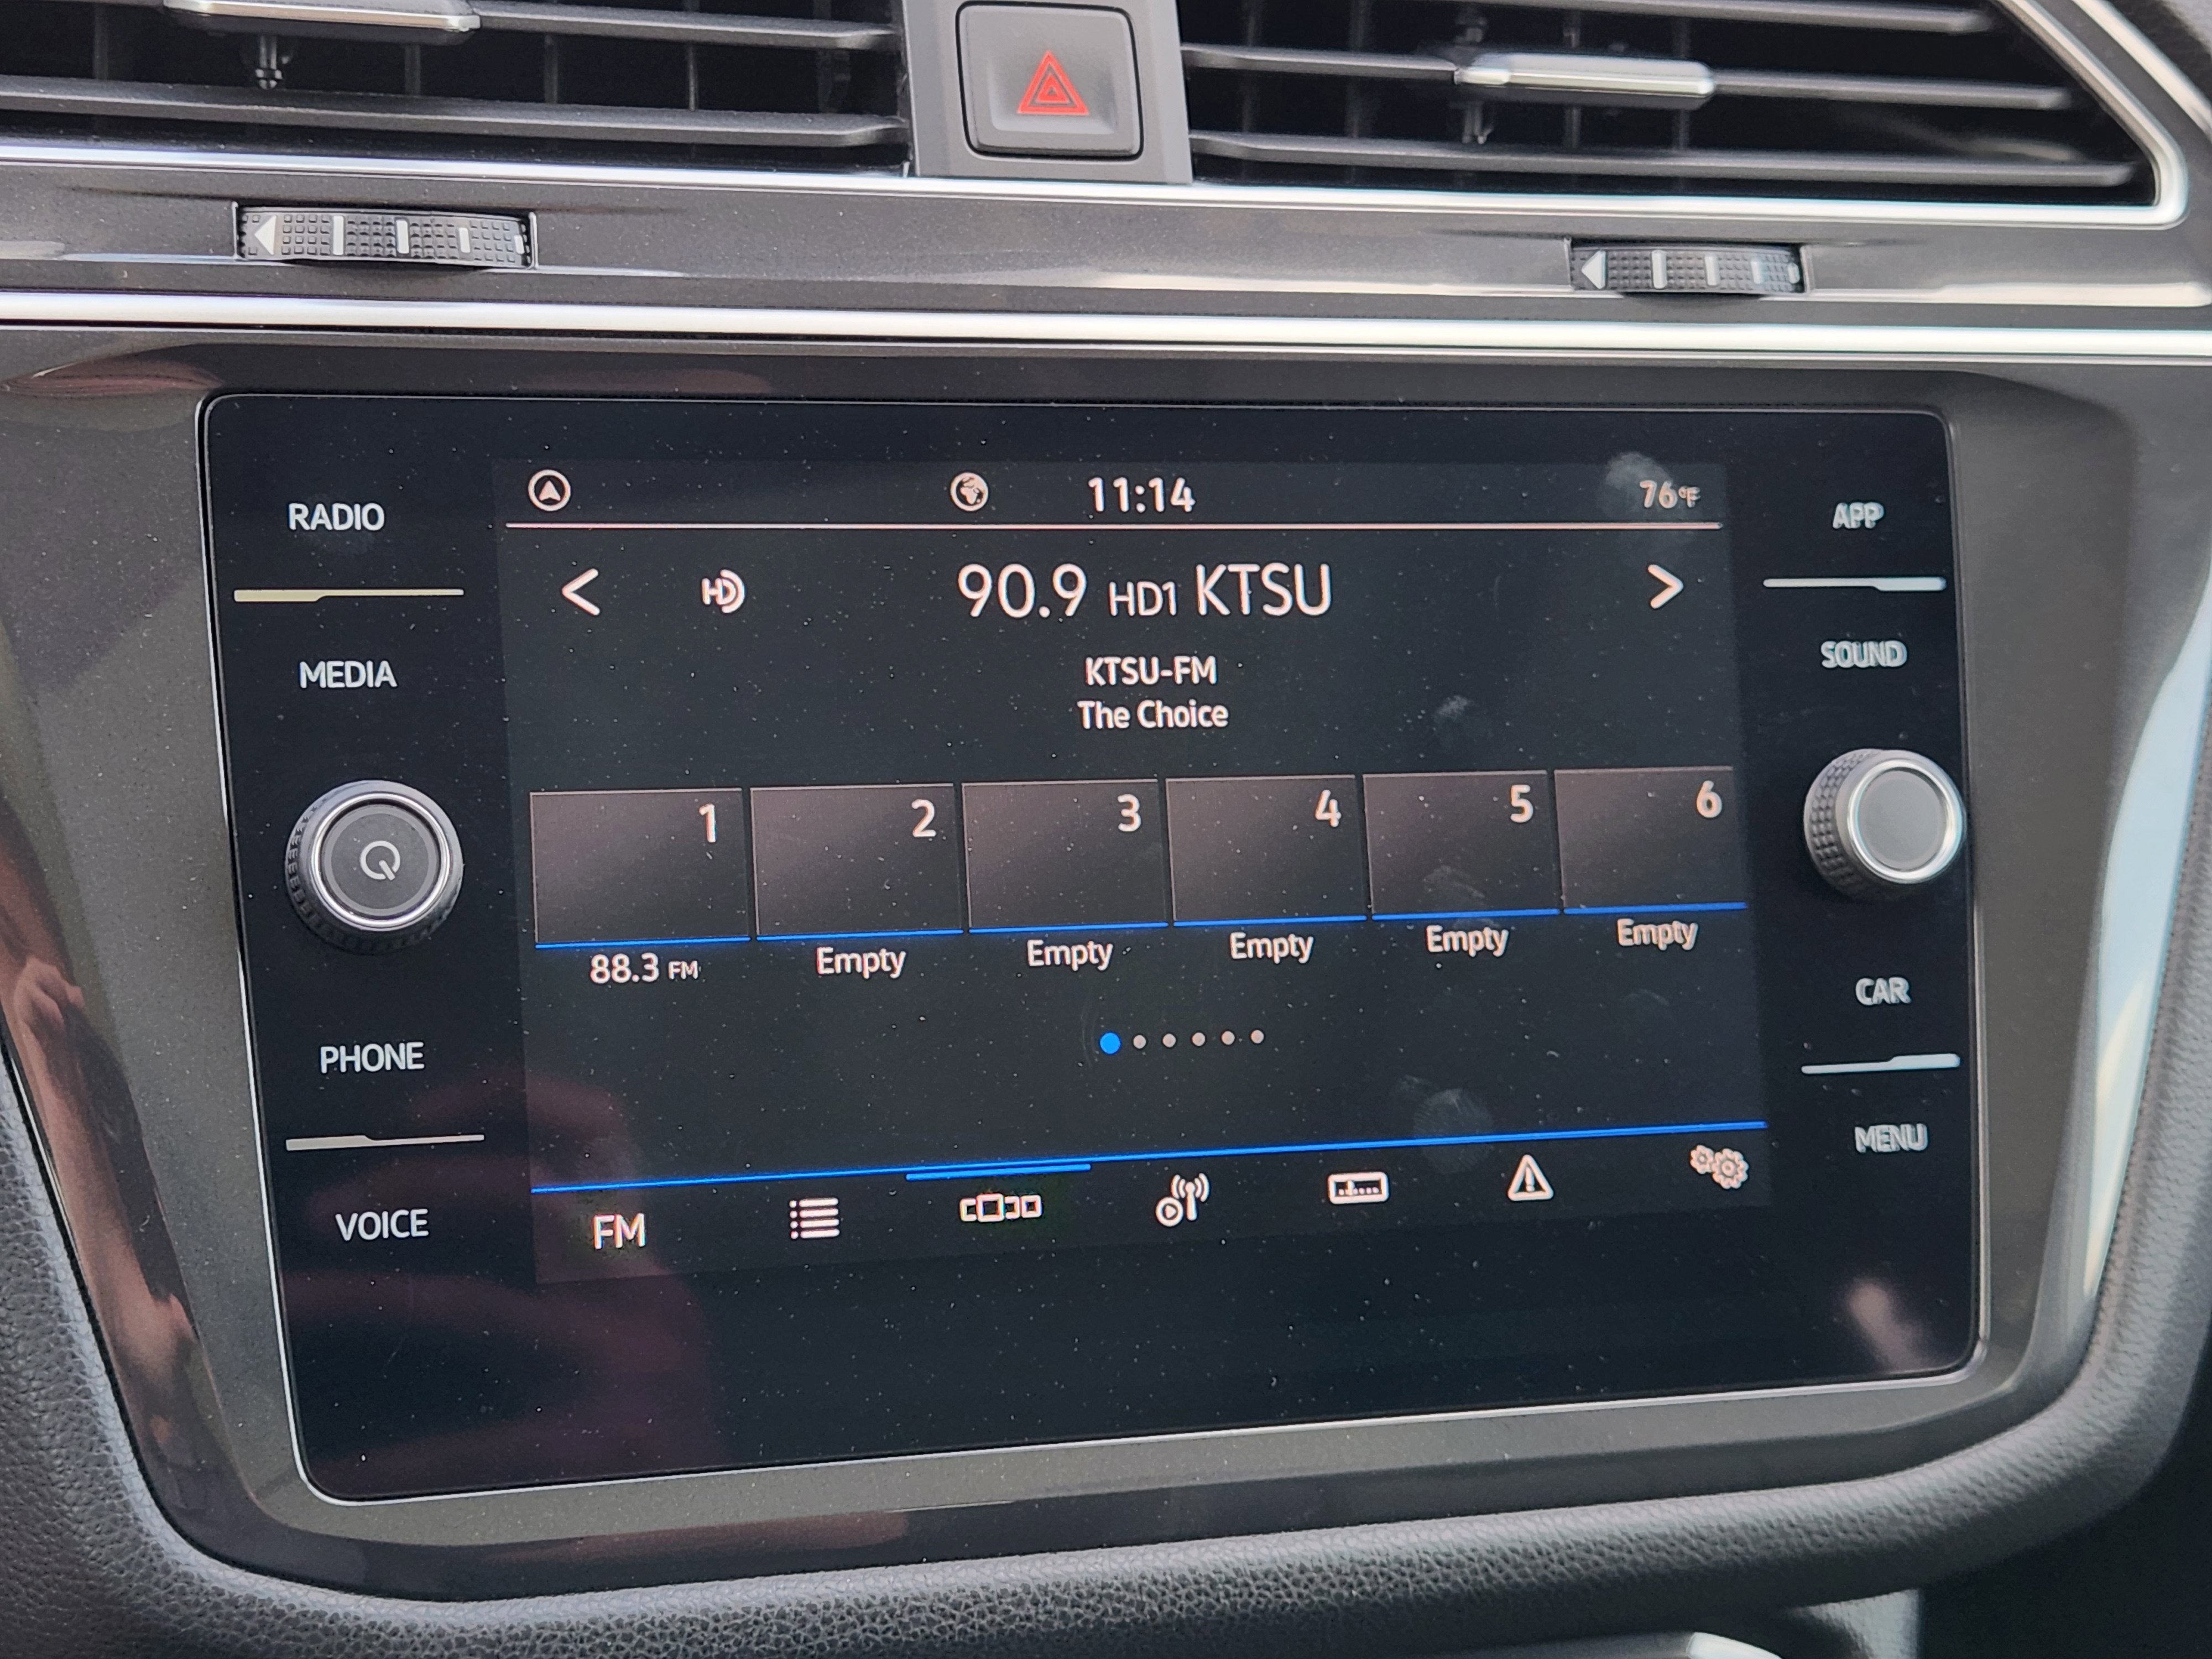 RADIO
MEDIA
PHONE
VOICE
11:14
76°F
90.9 HD1 KTSU
KTSU-FM
The Choice
1
2
3
4
5
6
88.3 FM
Empty
Empty
Empty
Empty
Empty
FM
APP
SOUND
CAR
MENU